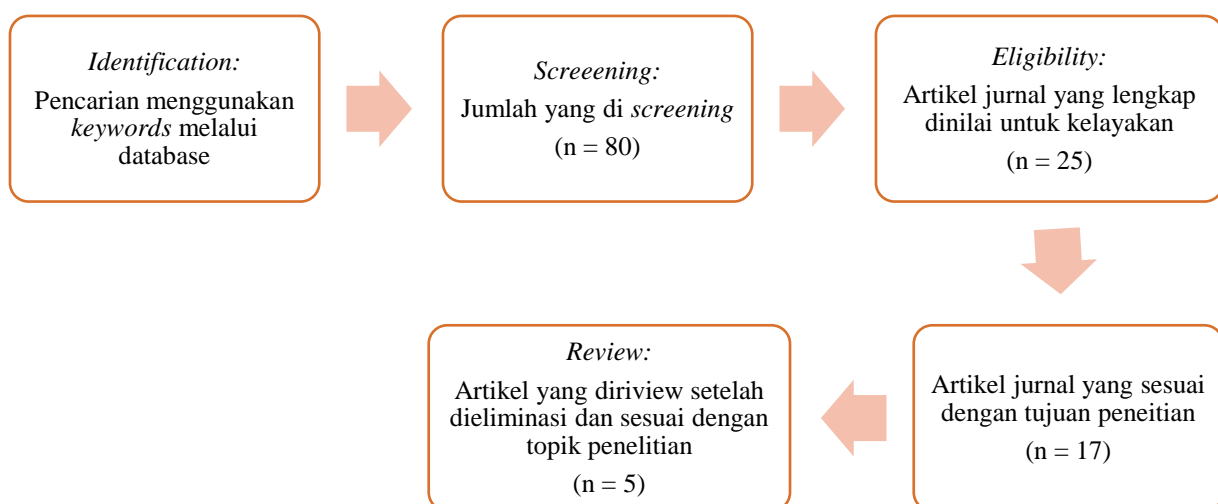 Identification:
Pencarian menggunakan
keywords melalui
database
Screeening:
Jumlah yang di screening
(n = 80)
Eligibility:
Artikel jurnal yang lengkap
dinilai untuk kelayakan
(n = 25)
Artikel jurnal yang sesuai
dengan tujuan peneitian
(n = 17)
Review:
Artikel yang diriview setelah
dieliminasi dan sesuai dengan
topik penelitian
(n = 5)